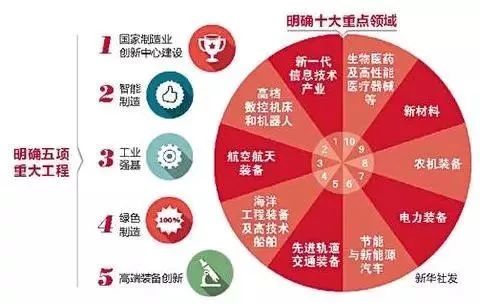 明确五项
重大工程
1
国家制造业
创新中心建设
2
智能
制造
3
工业
强基
4
绿色
制造
100%
5
高端装备创新
明确十大重点领域
1
新一代
信息技术
产业
2
高档
数控机床
和机器人
3
航空航天
装备
4
海洋
工程装备
及高技术
船舶
5
先进轨道
交通装备
6
节能
与新能源
汽车
7
电力装备
8
农机装备
9
新材料
10
生物医药
及高性能
医疗器械
等
新华社发